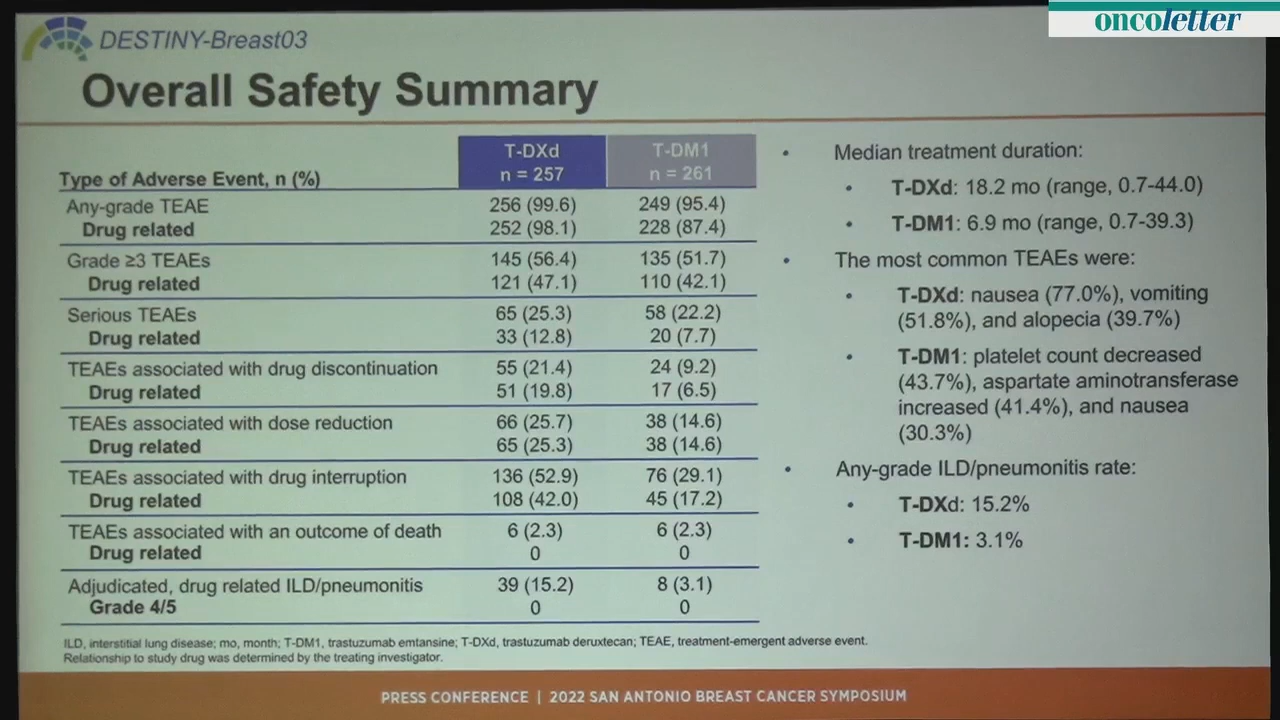 oncoletter
DESTINY-Breast03
Overall Safety Summary
Type of Adverse Event, n (%)
T-DXd
n = 257
T-DM1
n = 261
Any-grade TEAE 256 (99.6) 249 (95.4)
Drug related 252 (98.1) 228 (87.4)
Grade ≥3 TEAEs 145 (56.4) 135 (51.7)
Drug related 121 (47.1) 110 (42.1)
Serious TEAEs 65 (25.3) 58 (22.2)
Drug related 33 (12.8) 20 (7.7)
TEAEs associated with drug discontinuation 55 (21.4) 24 (9.2)
Drug related 51 (19.8) 17 (6.5)
TEAEs associated with dose reduction 66 (25.7) 38 (14.6)
Drug related 65 (25.3) 38 (14.6)
TEAEs associated with drug interruption 136 (52.9) 76 (29.1)
Drug related 108 (42.0) 45 (17.2)
TEAEs associated with an outcome of death 6 (2.3) 6 (2.3)
Drug related 0 0
Adjudicated, drug related ILD/pneumonitis 39 (15.2) 8 (3.1)
Grade 4/5 0 0
• Median treatment duration:
• T-DXd: 18.2 mo (range, 0.7-44.0)
• T-DM1: 6.9 mo (range, 0.7-39.3)
• The most common TEAEs were:
• T-DXd: nausea (77.0%), vomiting
(51.8%), and alopecia (39.7%)
• T-DM1: platelet count decreased
(43.7%), aspartate aminotransferase
increased (41.4%), and nausea
(30.3%)
• Any-grade ILD/pneumonitis rate:
• T-DXd: 15.2%
• T-DM1: 3.1%
ILD, interstitial lung disease; mo, month; T-DM1, trastuzumab emtansine; T-DXd, trastuzumab deruxtecan; TEAE, treatment-emergent adverse event.
Relationship to study drug was determined by the treating investigator.
PRESS CONFERENCE | 2022 SAN ANTONIO BREAST CANCER SYMPOSIUM